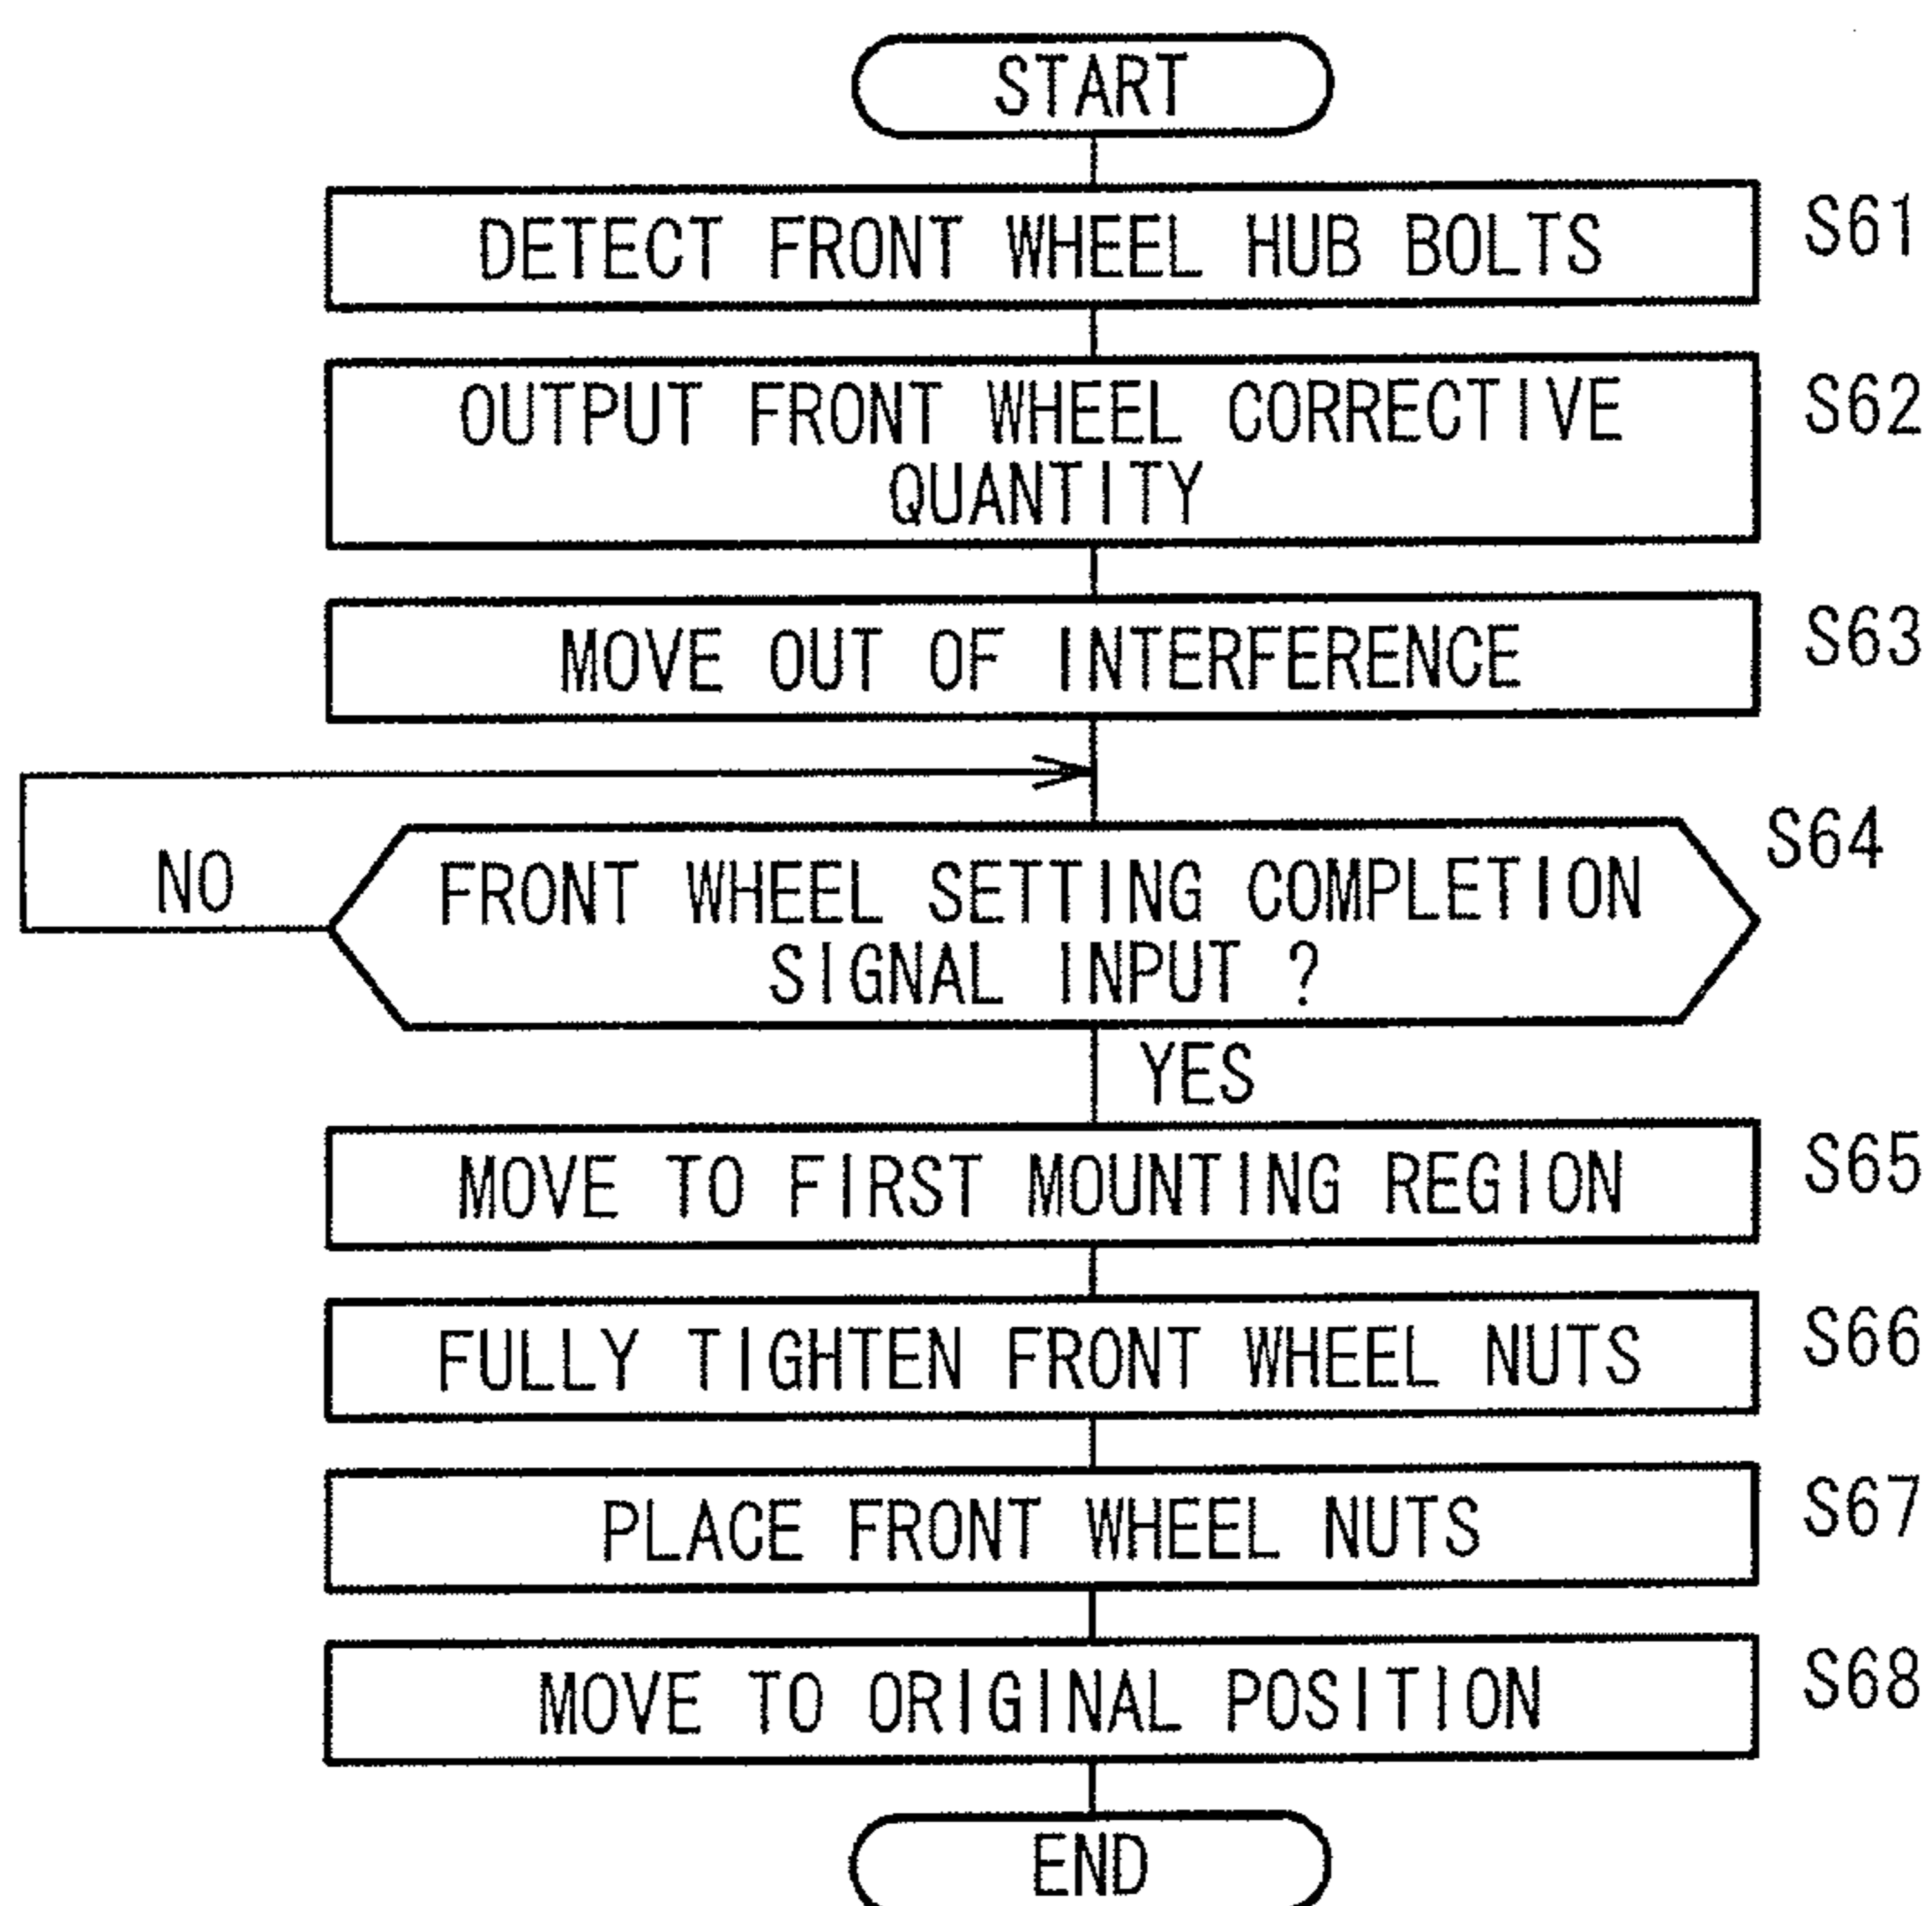 START
DETECT FRONT WHEEL HUB BOLTS
S61
OUTPUT FRONT WHEEL CORRECTIVE
QUANTITY
S62
MOVE OUT OF INTERFERENCE
S63
NO
FRONT WHEEL SETTING COMPLETION
SIGNAL INPUT ?
S64
YES
MOVE TO FIRST MOUNTING REGION
S65
FULLY TIGHTEN FRONT WHEEL NUTS
S66
PLACE FRONT WHEEL NUTS
S67
MOVE TO ORIGINAL POSITION
S68
END